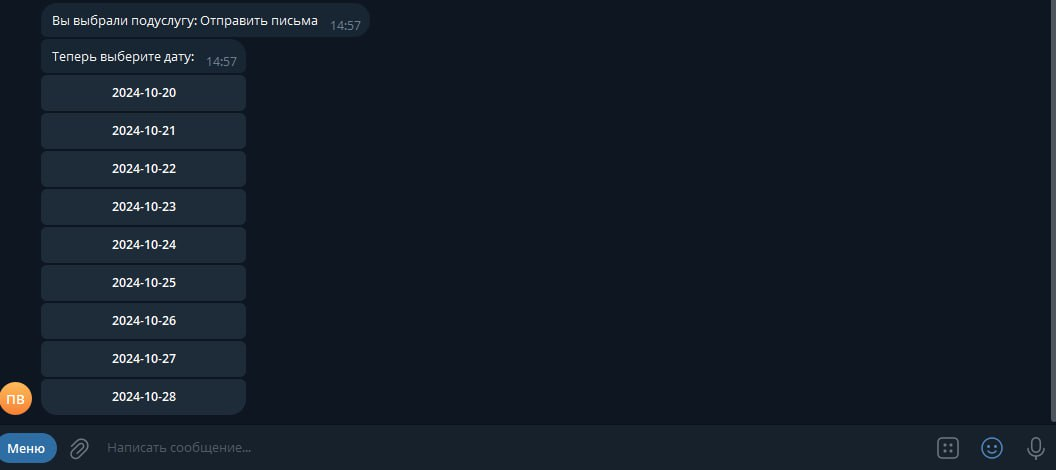 Вы выбрали подуслугу: Отправить письма 14:57
Теперь выберите дату: 14:57
2024-10-20
2024-10-21
2024-10-22
2024-10-23
2024-10-24
2024-10-25
2024-10-26
2024-10-27
2024-10-28
ПВ
Меню
Написать сообщение...